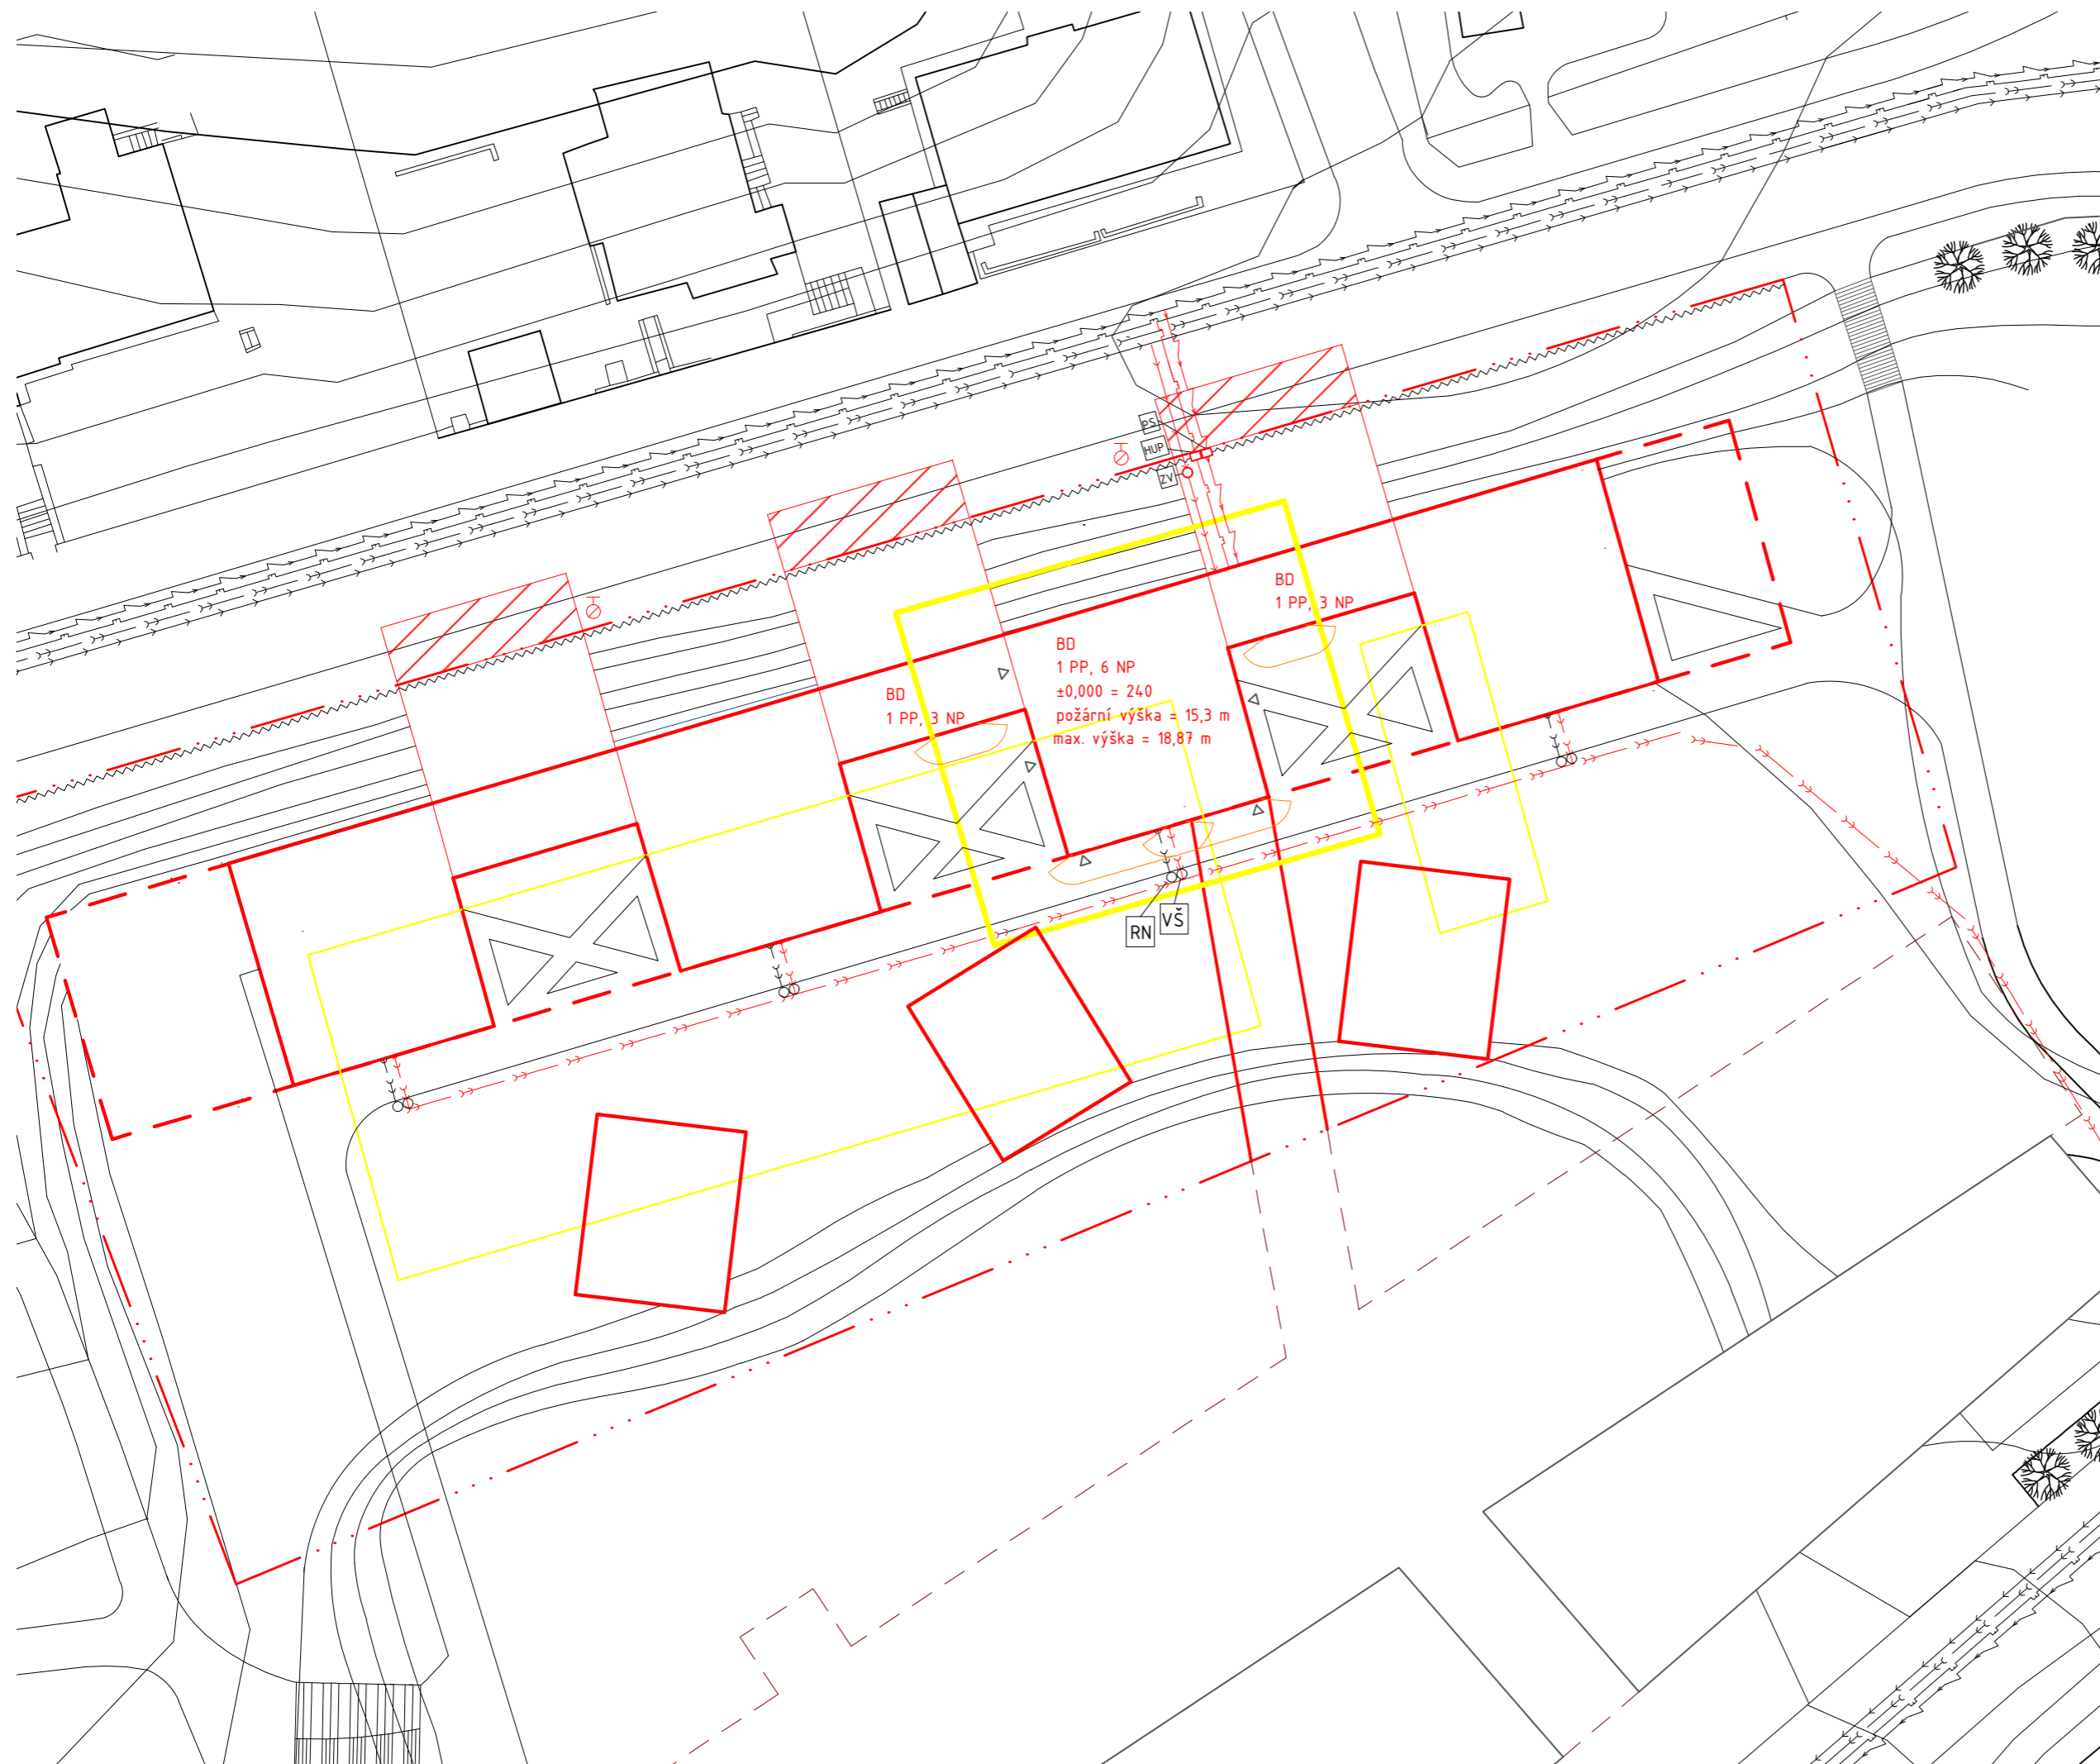 PS
HUP
ZV
BD
1 PP, 3 NP
BD
1 PP, 6 NP
±0,000 = 240
požární výška = 15,3 m
max. výška = 18,87 m
BD
1 PP, 3 NP
RN
VŠ